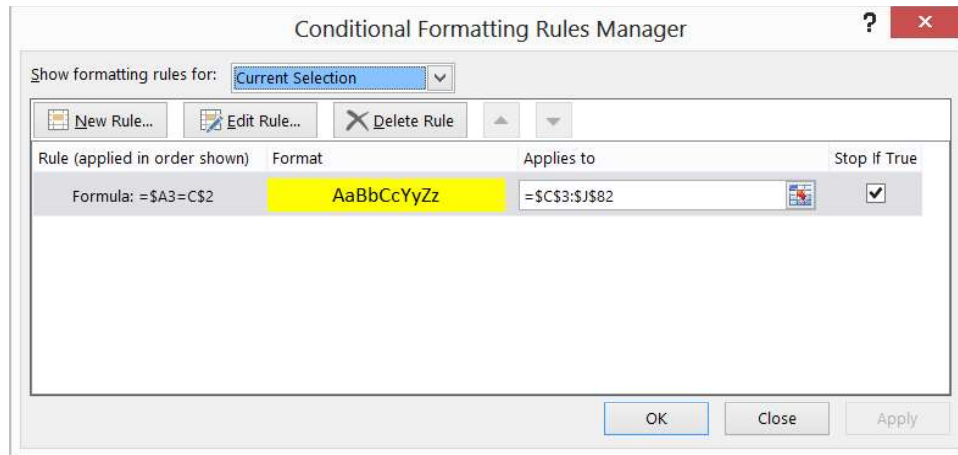 Conditional Formatting Rules Manager ?
Show formatting rules for: Current Selection
New Rule... Edit Rule... Delete Rule
Rule (applied in order shown) Format Applies to Stop If True
Formula: =$A3=C$2 AaBbCcYyZz =$C$3:$J$82
OK Close Apply